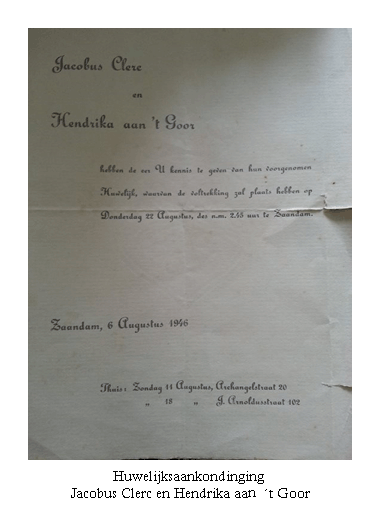 Jacobus Clerc
en
Hendrika aan 't Goor
hebben de eer U kennis te geven van hun voorgenomen
Huwelijk, waarvan de voltrekking zal plaats hebben op
Donderdag 22 Augustus, des n.m. 2.45 uur te Zaandam.
Zaandam, 6 Augustus 1946
Thuis: Zondag 11 Augustus, Archangelstraat 20
„ 18 „ J. Arnoldusstraat 102
Huwelijksaankondinging
Jacobus Clerc en Hendrika aan ´t Goor